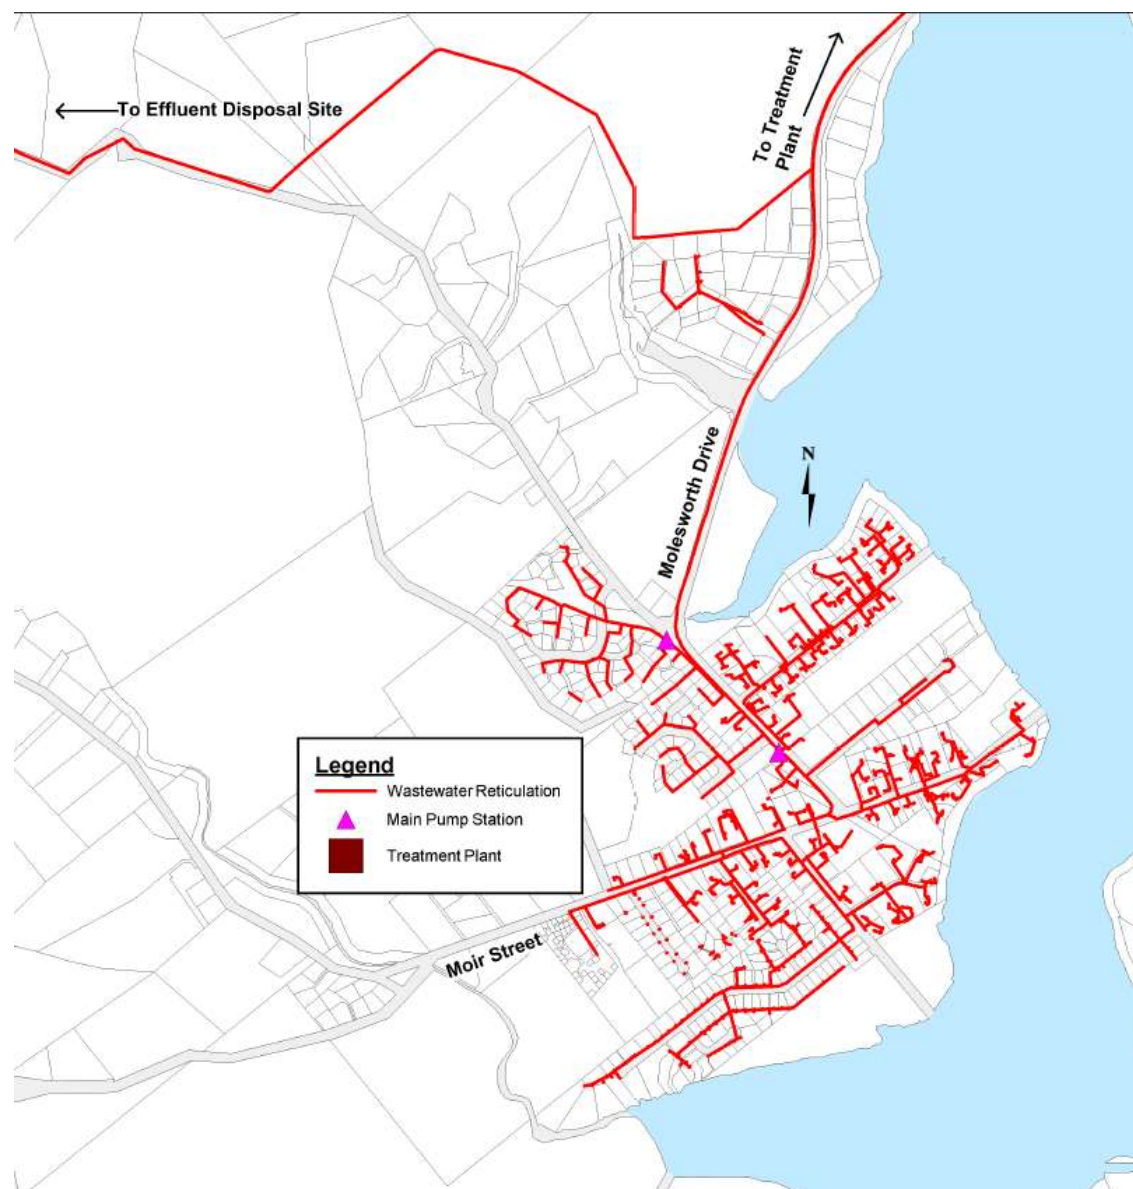 To Effluent Disposal Site
To Treatment
Plant
Molesworth Drive
N
Legend
Wastewater Reticulation
Main Pump Station
Treatment Plant
Moir Street